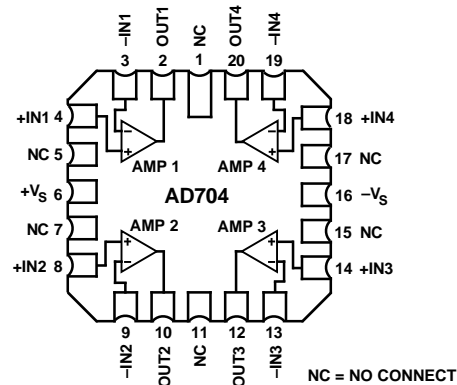 –IN1
OUT1
NC
OUT4
–IN4
3 2 1 20 19
+IN1 4
18 +IN4
NC 5
17 NC
AMP 1
AMP 4
+VS 6
AD704
16 –VS
NC 7
AMP 2
AMP 3
15 NC
+IN2 8
14 +IN3
– + – + + – + –
9 10 11 12 13
–IN2
OUT2
NC
OUT3
–IN3
NC = NO CONNECT